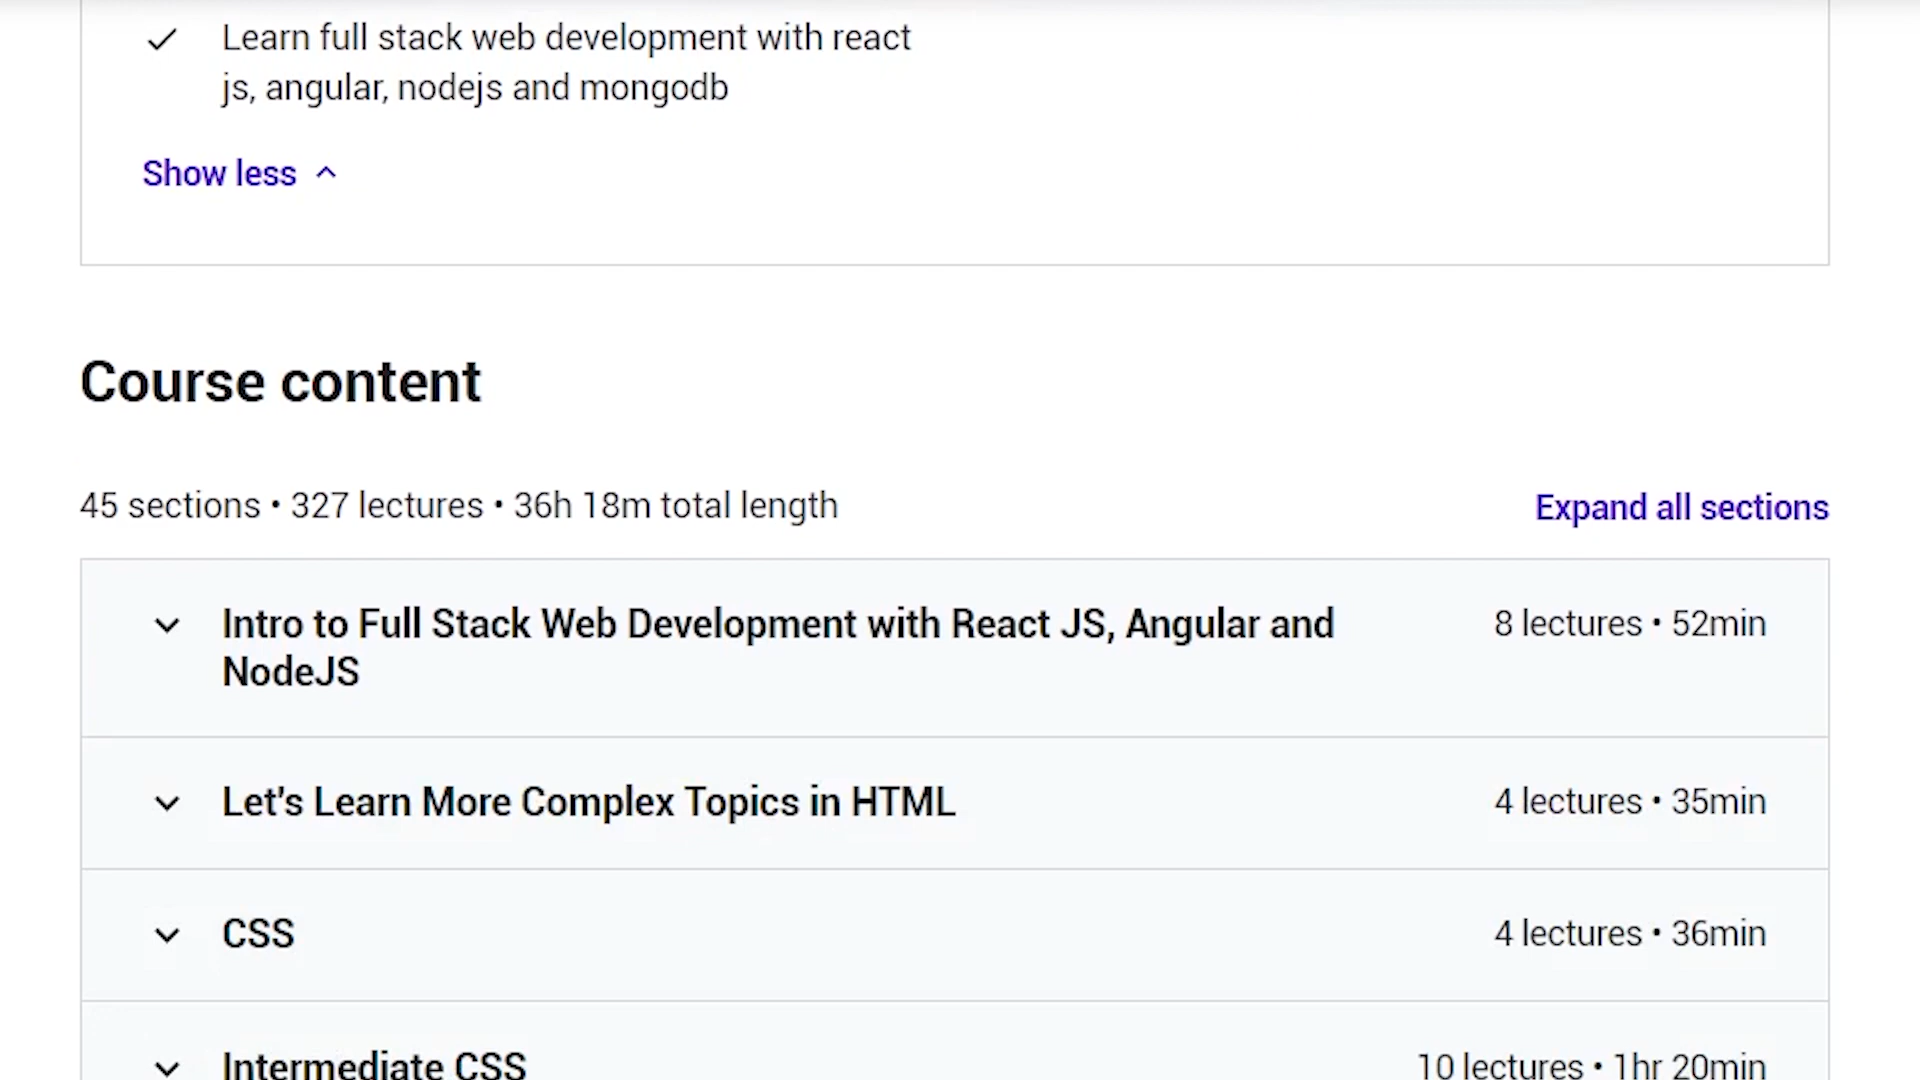 Learn full stack web development with react
js, angular, nodejs and mongodb
Show less
Course content
45 sections • 327 lectures • 36h 18m total length
Expand all sections
Intro to Full Stack Web Development with React JS, Angular and
NodeJS
8 lectures • 52min
Let's Learn More Complex Topics in HTML
4 lectures • 35min
CSS
4 lectures • 36min
Intermediate CSS
10 lectures • 1hr 20min